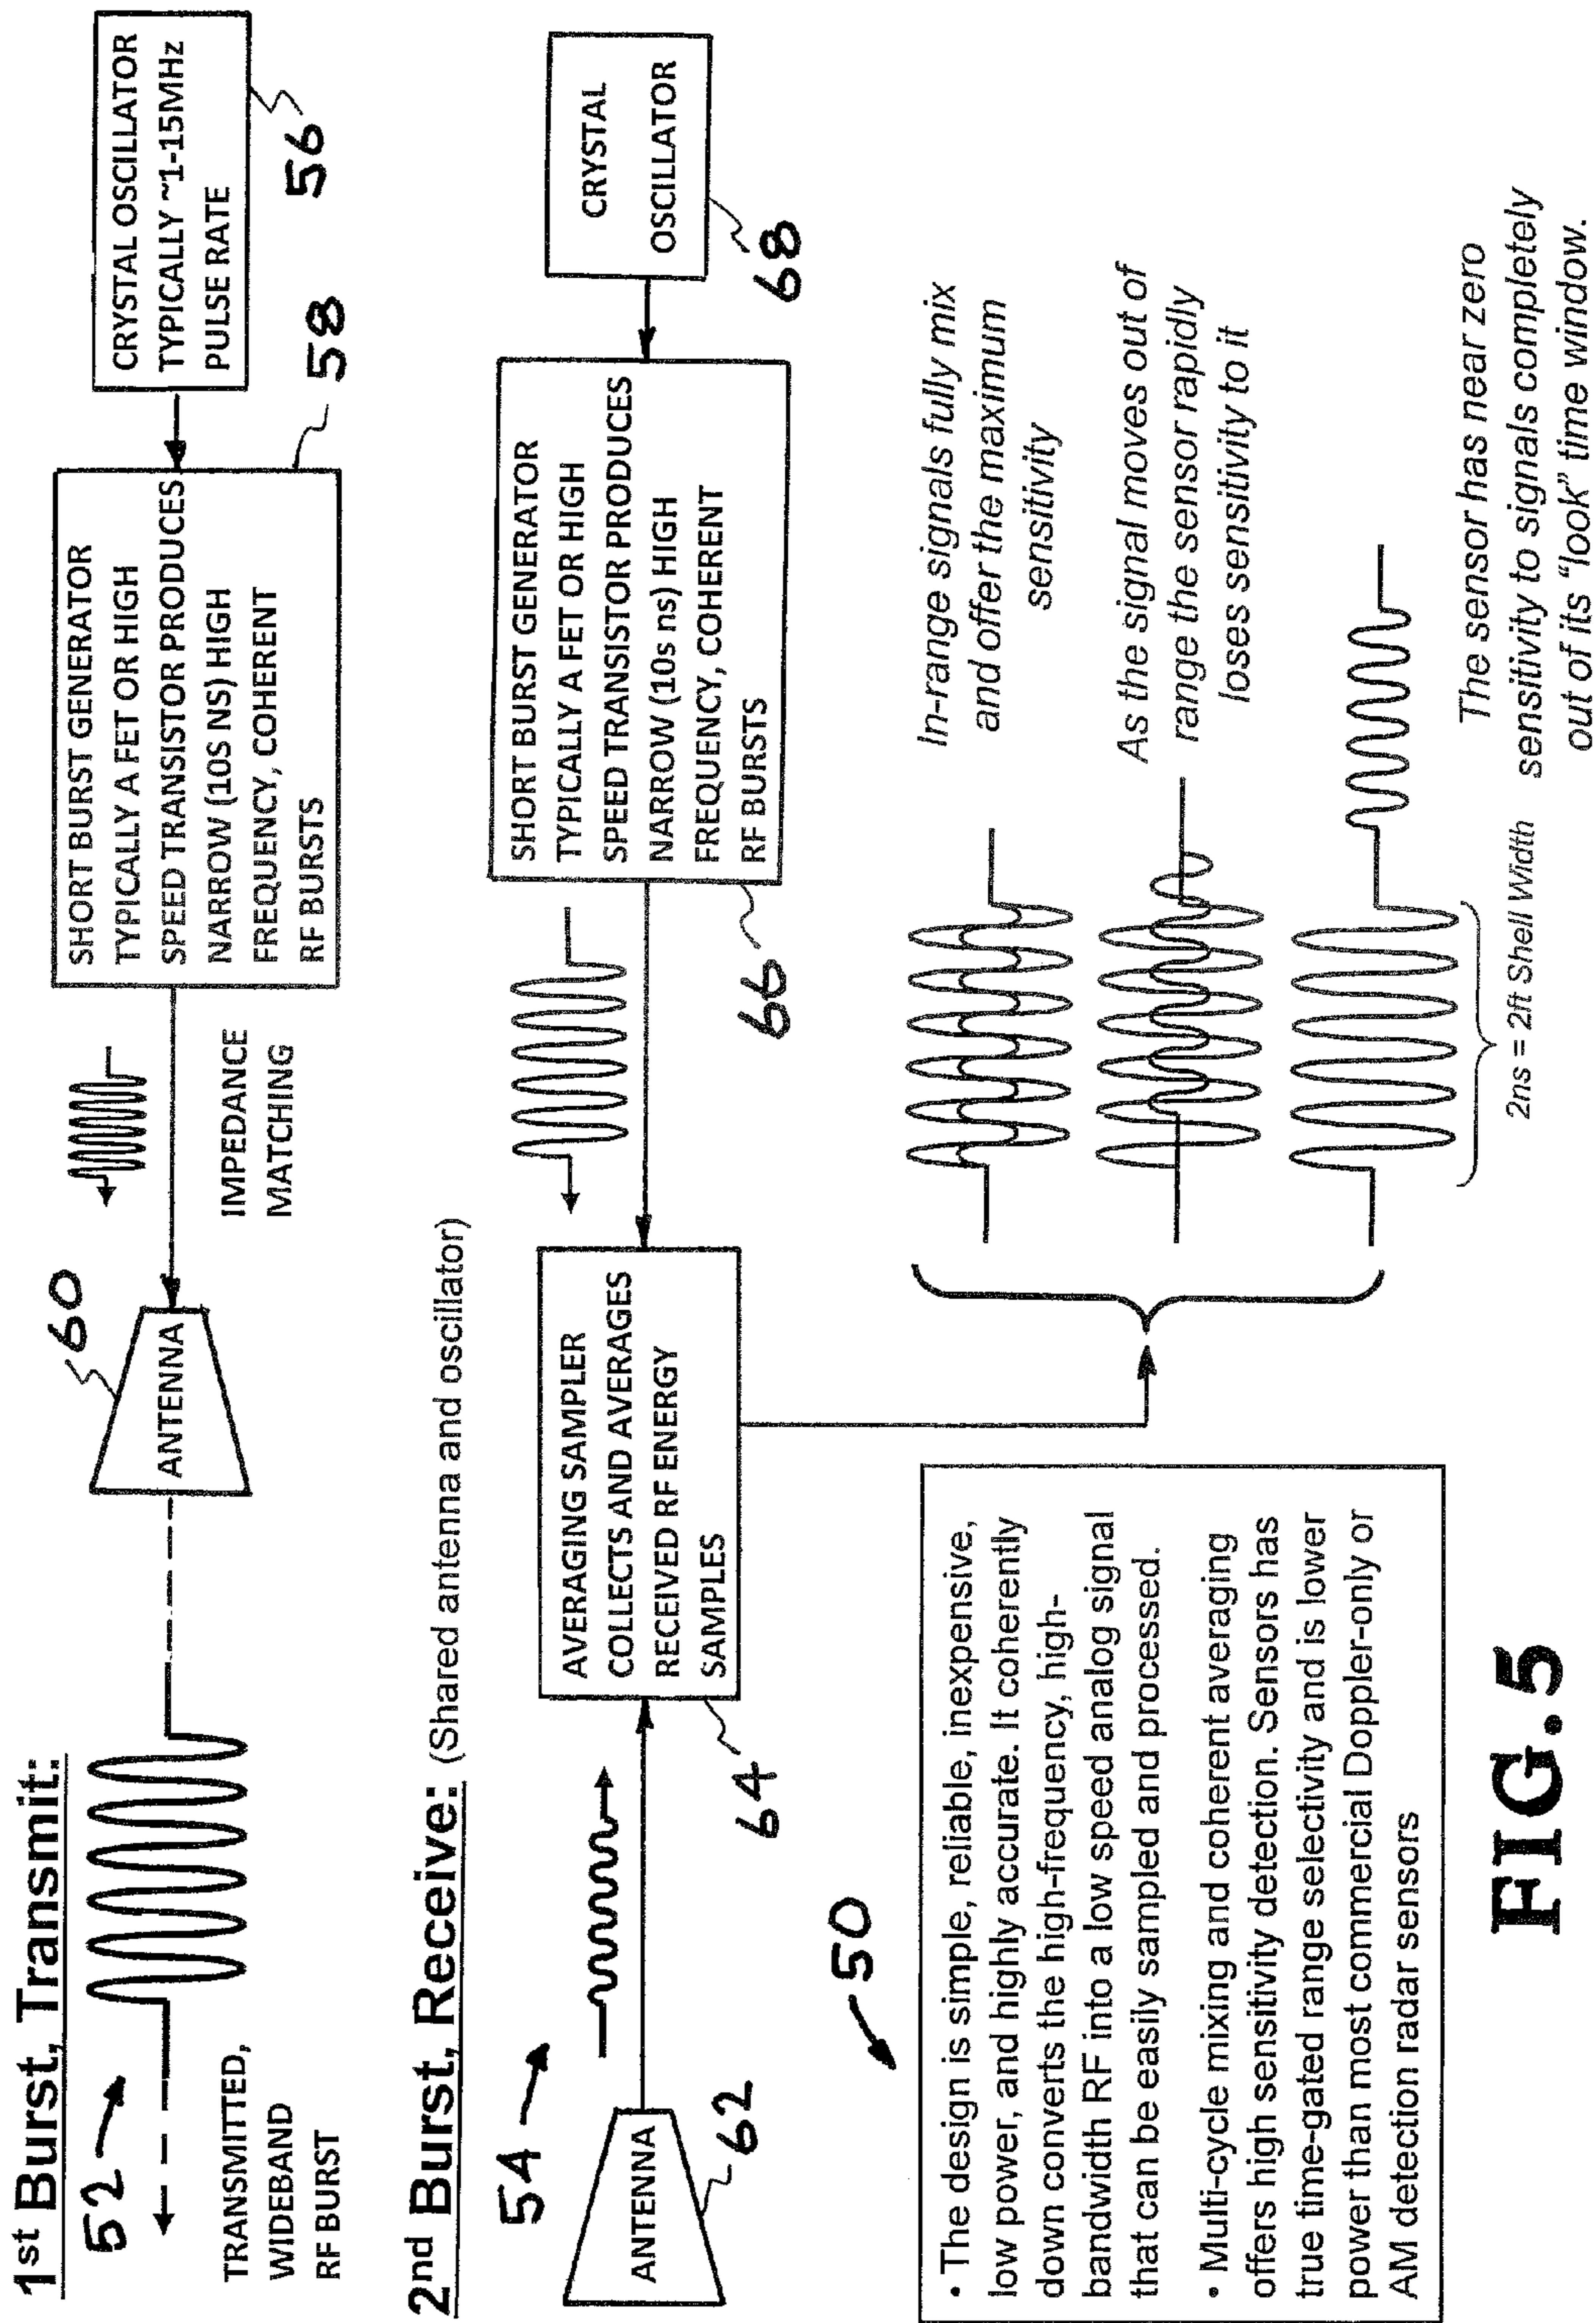 1st Burst, Transmit:
52
TRANSMITTED,
WIDEBAND
RF BURST
60
ANTENNA
IMPEDANCE
MATCHING
SHORT BURST GENERATOR
TYPICALLY A FET OR HIGH
SPEED TRANSISTOR PRODUCES
NARROW (10S NS) HIGH
FREQUENCY, COHERENT
RF BURSTS
58
CRYSTAL OSCILLATOR
TYPICALLY ~1-15MHz
PULSE RATE
56
2nd Burst, Receive: (Shared antenna and oscillator)
54
ANTENNA
62
AVERAGING SAMPLER
COLLECTS AND AVERAGES
RECEIVED RF ENERGY
SAMPLES
64
SHORT BURST GENERATOR
TYPICALLY A FET OR HIGH
SPEED TRANSISTOR PRODUCES
NARROW (10s ns) HIGH
FREQUENCY, COHERENT
RF BURSTS
66
CRYSTAL
OSCILLATOR
68
50
• The design is simple, reliable, inexpensive,
low power, and highly accurate. It coherently
down converts the high-frequency, high-
bandwidth RF into a low speed analog signal
that can be easily sampled and processed.
• Multi-cycle mixing and coherent averaging
offers high sensitivity detection. Sensors has
true time-gated range selectivity and is lower
power than most commercial Doppler-only or
AM detection radar sensors
In-range signals fully mix
and offer the maximum
sensitivity
As the signal moves out of
range the sensor rapidly
loses sensitivity to it
2ns = 2ft Shell Width
The sensor has near zero
sensitivity to signals completely
out of its "look" time window.
FIG.5